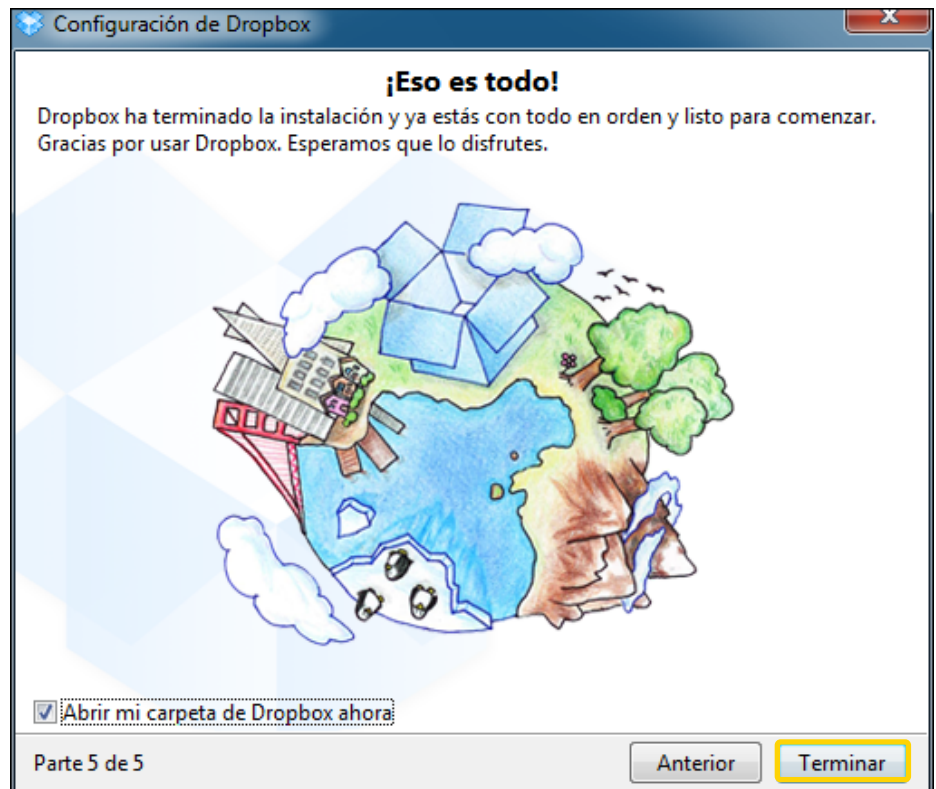 Configuración de Dropbox
¡Eso es todo!
Dropbox ha terminado la instalación y ya estás con todo en orden y listo para comenzar.
Gracias por usar Dropbox. Esperamos que lo disfrutes.
Abrir mi carpeta de Dropbox ahora
Parte 5 de 5
Anterior
Terminar